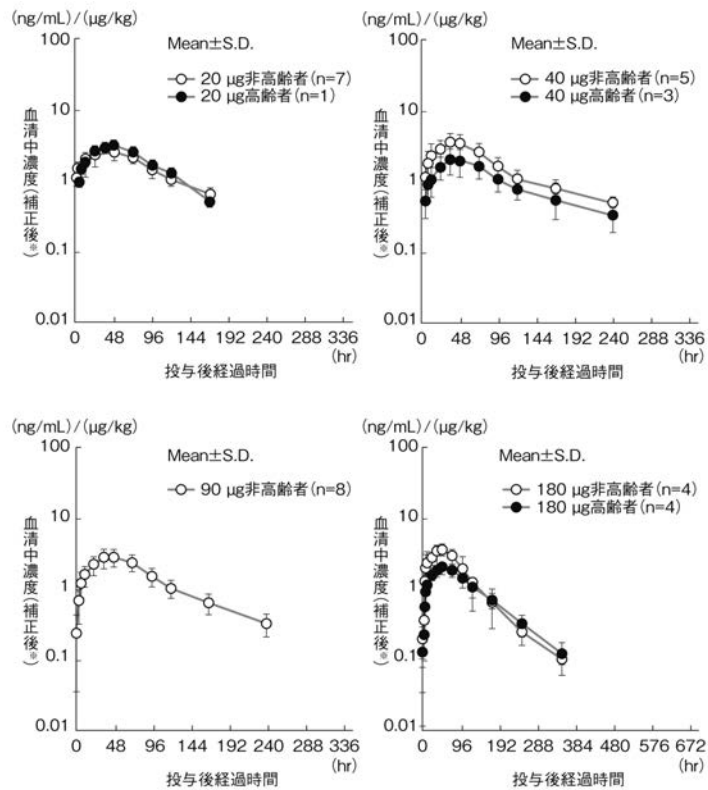 (ng/mL)/(μg/kg)
100
10
1
0.1
0.01
血清中濃度(補正後※)
Mean±S.D.
20 μg非高齢者(n=7)
20 μg高齢者(n=1)
0 48 96 144 192 240 288 336
(hr)
投与後経過時間
(ng/mL)/(μg/kg)
100
10
1
0.1
0.01
血清中濃度(補正後※)
Mean±S.D.
40 μg非高齢者(n=5)
40 μg高齢者(n=3)
0 48 96 144 192 240 288 336
(hr)
投与後経過時間
(ng/mL)/(μg/kg)
100
10
1
0.1
0.01
血清中濃度(補正後※)
Mean±S.D.
90 μg非高齢者(n=8)
0 48 96 144 192 240 288 336
(hr)
投与後経過時間
(ng/mL)/(μg/kg)
100
10
1
0.1
0.01
血清中濃度(補正後※)
Mean±S.D.
180 μg非高齢者(n=4)
180 μg高齢者(n=4)
0 96 192 288 384 480 576 672
(hr)
投与後経過時間